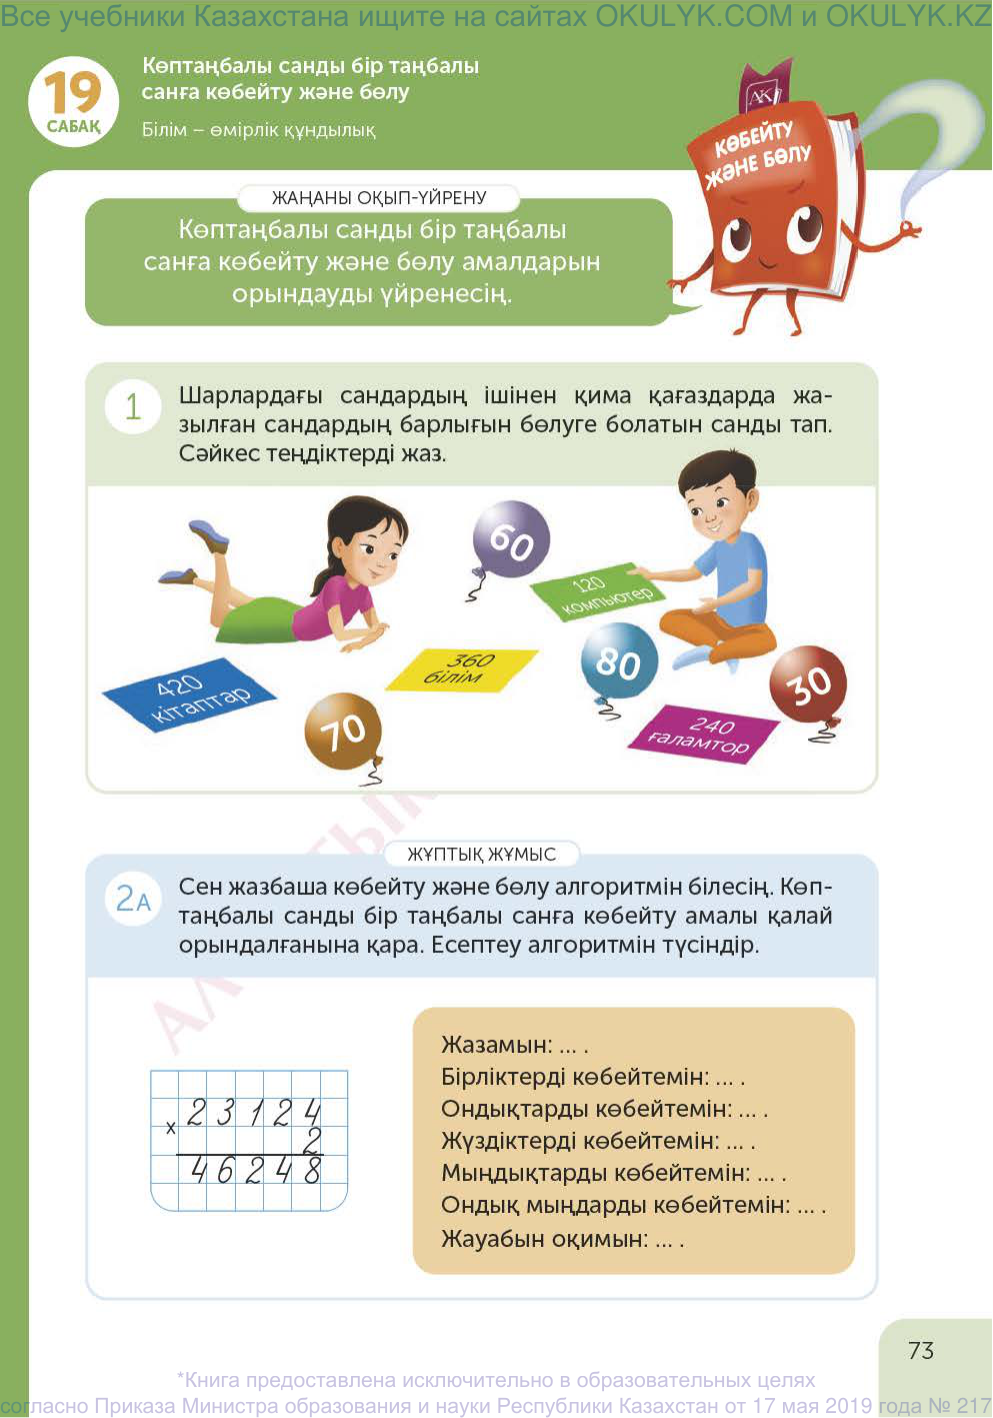 Все учебники Казахстана ищите на сайтах OKULYK.COM и OKULYK.KZ
19
САБАҚ
Көптаңбалы санды бір таңбалы
санға көбейту және бөлу
Білім – өмірлік құндылық
АК
КӨБЕЙТУ
ЖӘНЕ БӨЛУ
ЖАҢАНЫ ОҚЫП-ҮЙРЕНУ
Көптаңбалы санды бір таңбалы
санға көбейту және бөлу амалдарын
орындауды үйренесің.
1
Шарлардағы сандардың ішінен қима қағаздарда жа-
зылған сандардың барлығын бөлуге болатын санды тап.
Сәйкес теңдіктерді жаз.
60
120
компьютер
360
білім
80
30
420
кітаптар
70
240
ғаламтор
ЖҰПТЫҚ ЖҰМЫС
2А
Сен жазбаша көбейту және бөлу алгоритмін білесің. Көп-
таңбалы санды бір таңбалы санға көбейту амалы қалай
орындалғанына қара. Есептеу алгоритмін түсіндір.
23124
x 2
46248
Жазамын: ... .
Бірліктерді көбейтемін: ... .
Ондықтарды көбейтемін: ... .
Жүздіктерді көбейтемін: ... .
Мыңдықтарды көбейтемін: ... .
Ондық мыңдарды көбейтемін: ... .
Жауабын оқимын: ... .
73
*Книга предоставлена исключительно в образовательных целях
согласно Приказа Министра образования и науки Республики Казахстан от 17 мая 2019 года № 217